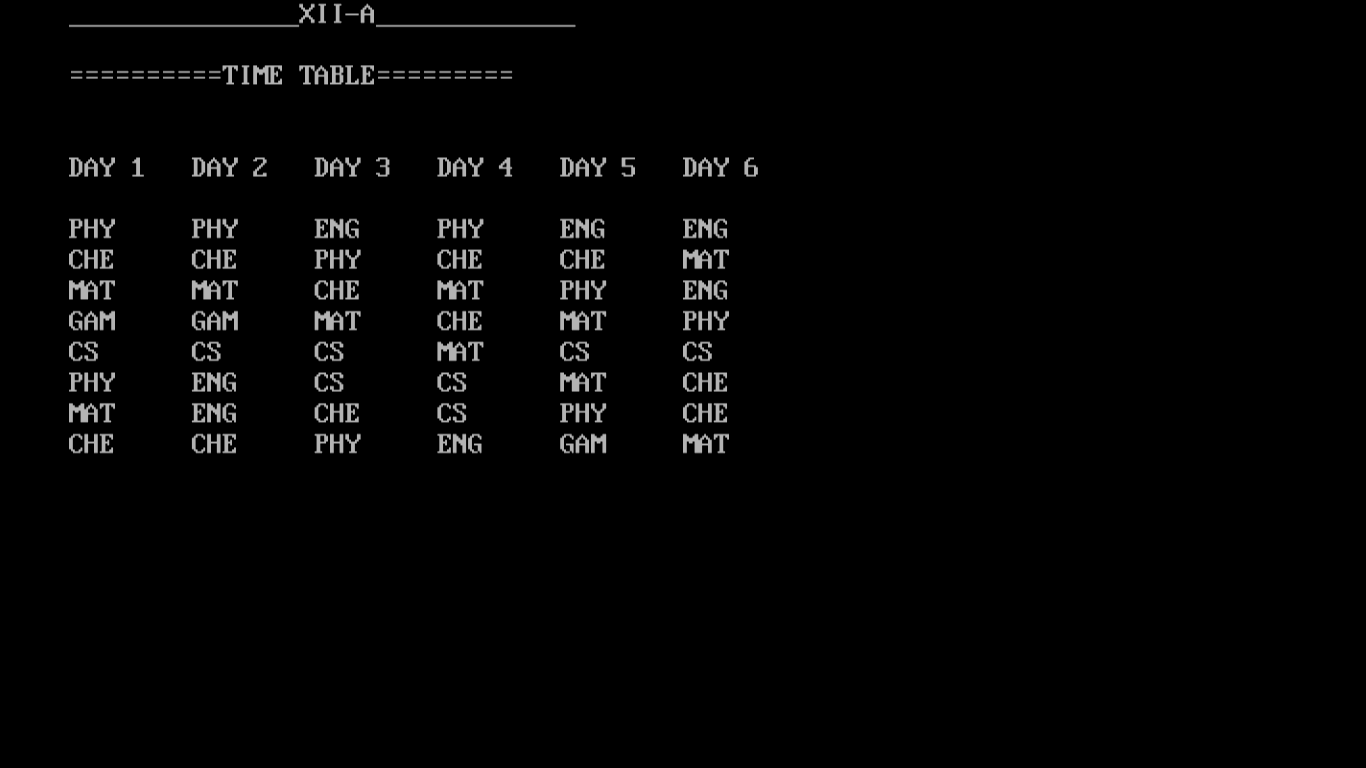 _______________XII-A_____________
==========TIME TABLE=========
DAY 1   DAY 2   DAY 3   DAY 4   DAY 5   DAY 6
PHY     PHY     ENG     PHY     ENG     ENG
CHE     CHE     PHY     CHE     CHE     MAT
MAT     MAT     CHE     MAT     PHY     ENG
GAM     GAM     MAT     CHE     MAT     PHY
CS      CS      CS      MAT     CS      CS
PHY     ENG     CS      CS      MAT     CHE
MAT     ENG     CHE     CS      PHY     CHE
CHE     CHE     PHY     ENG     GAM     MAT